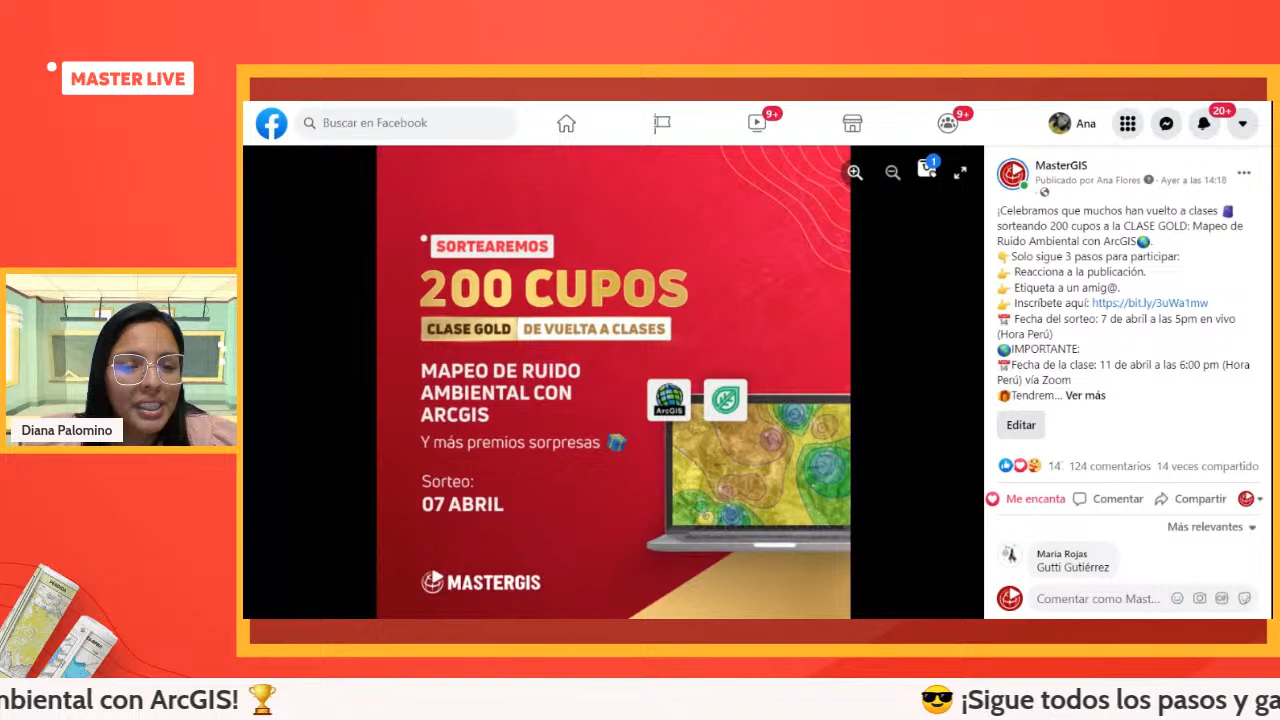 MASTER LIVE
Buscar en Facebook
9+
9+
Ana
20+
1
SORTEAREMOS
200 CUPOS
CLASE GOLD DE VUELTA A CLASES
MAPEO DE RUIDO
AMBIENTAL CON
ARCGIS
Y más premios sorpresas
Sorteo:
07 ABRIL
ArcGIS
MASTERGIS
MasterGIS
Publicado por Ana Flores · Ayer a las 14:18
¡Celebramos que muchos han vuelto a clases
sorteando 200 cupos a la CLASE GOLD: Mapeo de
Ruido Ambiental con ArcGIS.
Solo sigue 3 pasos para participar:
Reacciona a la publicación.
Etiqueta a un amig@.
Inscríbete aquí: https://bit.ly/3uWa1mw
Fecha del sorteo: 7 de abril a las 5pm en vivo
(Hora Perú)
IMPORTANTE:
Fecha de la clase: 11 de abril a las 6:00 pm (Hora
Perú) vía Zoom
Tendrem... Ver más
Editar
124 comentarios 14 veces compartido
Me encanta Comentar Compartir
Más relevantes
Maria Rojas
Gutti Gutiérrez
Comentar como Mast...
Diana Palomino
mbiental con ArcGIS! 🏆
😎 ¡Sigue todos los pasos y ga